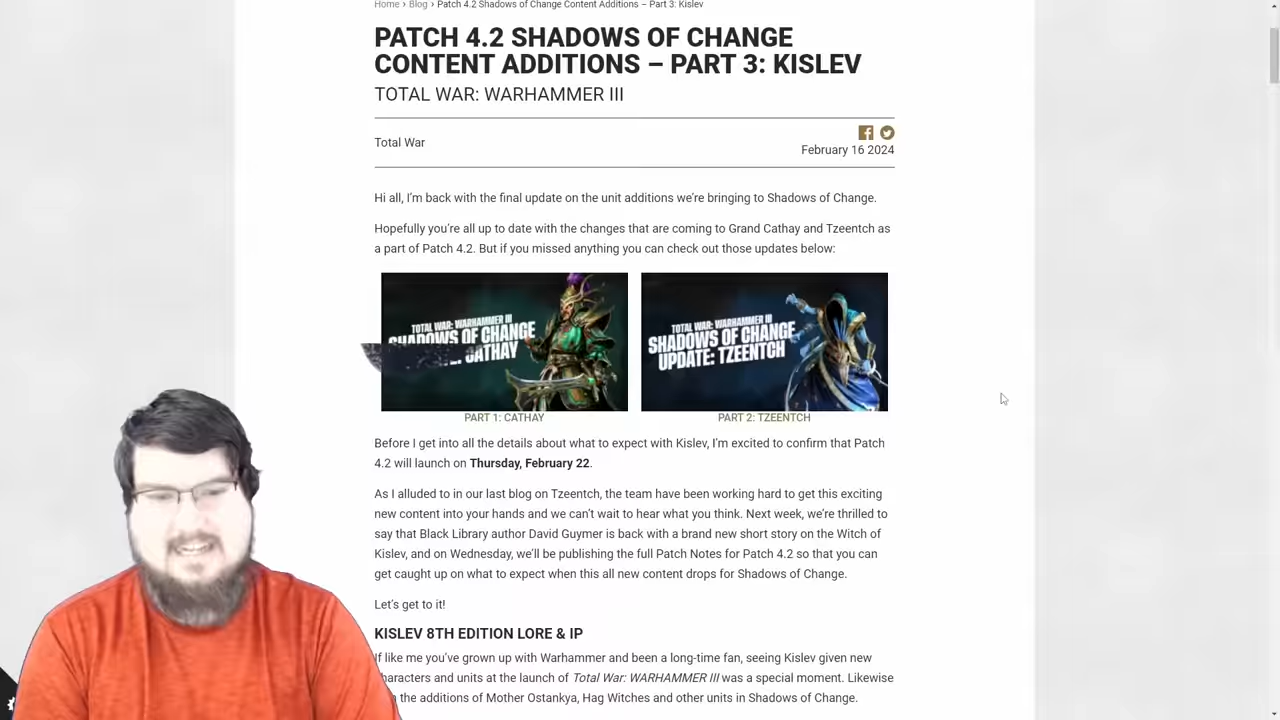 Home › Blog › Patch 4.2 Shadows of Change Content Additions – Part 3: Kislev
PATCH 4.2 SHADOWS OF CHANGE
CONTENT ADDITIONS – PART 3: KISLEV
TOTAL WAR: WARHAMMER III
Total War
February 16 2024
Hi all, I'm back with the final update on the unit additions we're bringing to Shadows of Change.
Hopefully you're all up to date with the changes that are coming to Grand Cathay and Tzeentch as
a part of Patch 4.2. But if you missed anything you can check out those updates below:
TOTAL WAR: WARHAMMER III
SHADOWS OF CHANGE
CATHAY
TOTAL WAR: WARHAMMER III
SHADOWS OF CHANGE
UPDATE: TZEENTCH
PART 1: CATHAY
PART 2: TZEENTCH
Before I get into all the details about what to expect with Kislev, I'm excited to confirm that Patch
4.2 will launch on Thursday, February 22.
As I alluded to in our last blog on Tzeentch, the team have been working hard to get this exciting
new content into your hands and we can't wait to hear what you think. Next week, we're thrilled to
say that Black Library author David Guymer is back with a brand new short story on the Witch of
Kislev, and on Wednesday, we'll be publishing the full Patch Notes for Patch 4.2 so that you can
get caught up on what to expect when this all new content drops for Shadows of Change.
Let's get to it!
KISLEV 8TH EDITION LORE & IP
If like me you've grown up with Warhammer and been a long-time fan, seeing Kislev given new
characters and units at the launch of Total War: WARHAMMER III was a special moment. Likewise
the additions of Mother Ostankya, Hag Witches and other units in Shadows of Change.